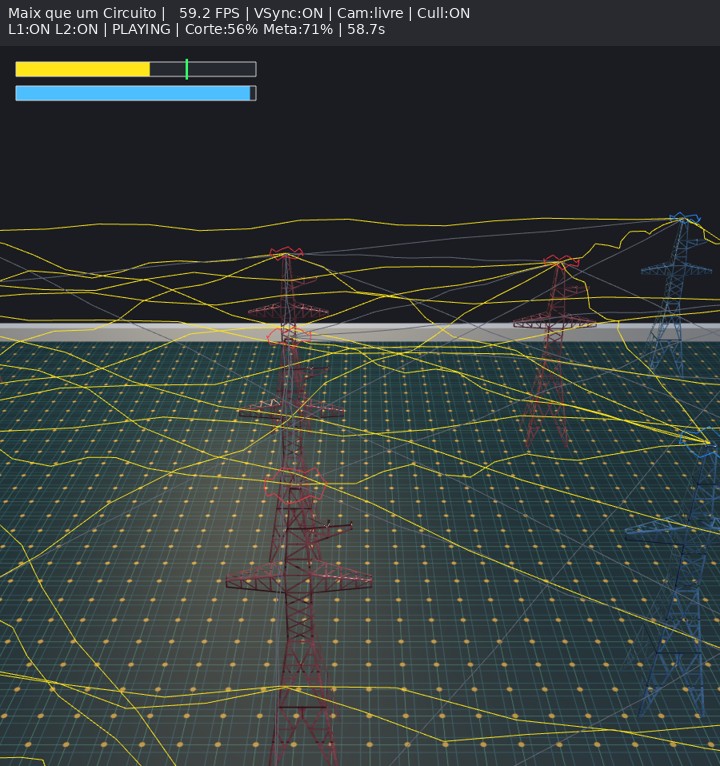 Maix que um Circuito |   59.2 FPS | VSync:ON | Cam:livre | Cull:ON
L1:ON L2:ON | PLAYING | Corte:56% Meta:71% | 58.7s